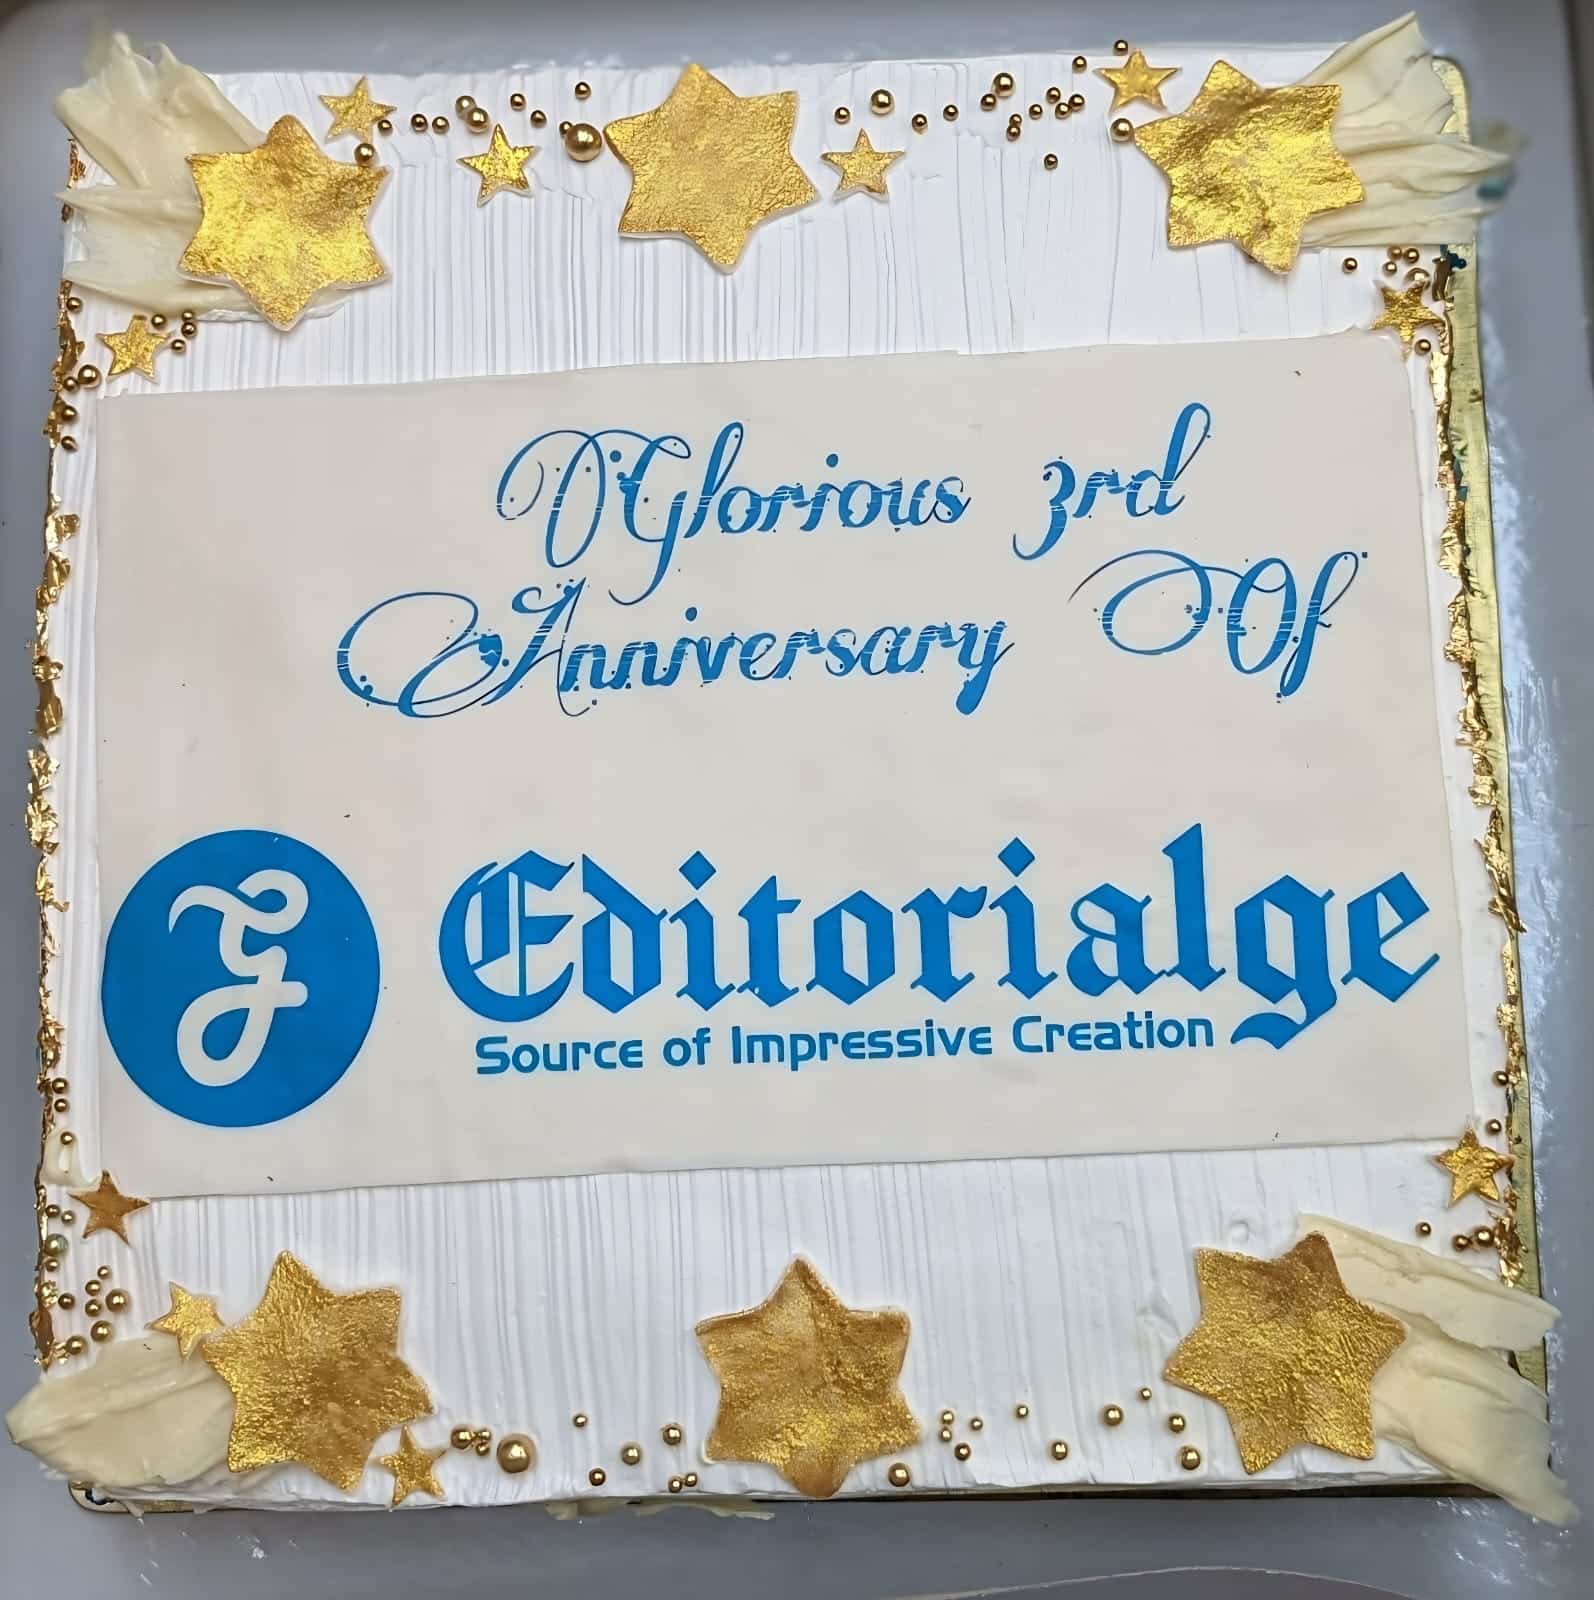 Glorious 3rd
Anniversary Of
Editorialge
Source of Impressive Creation